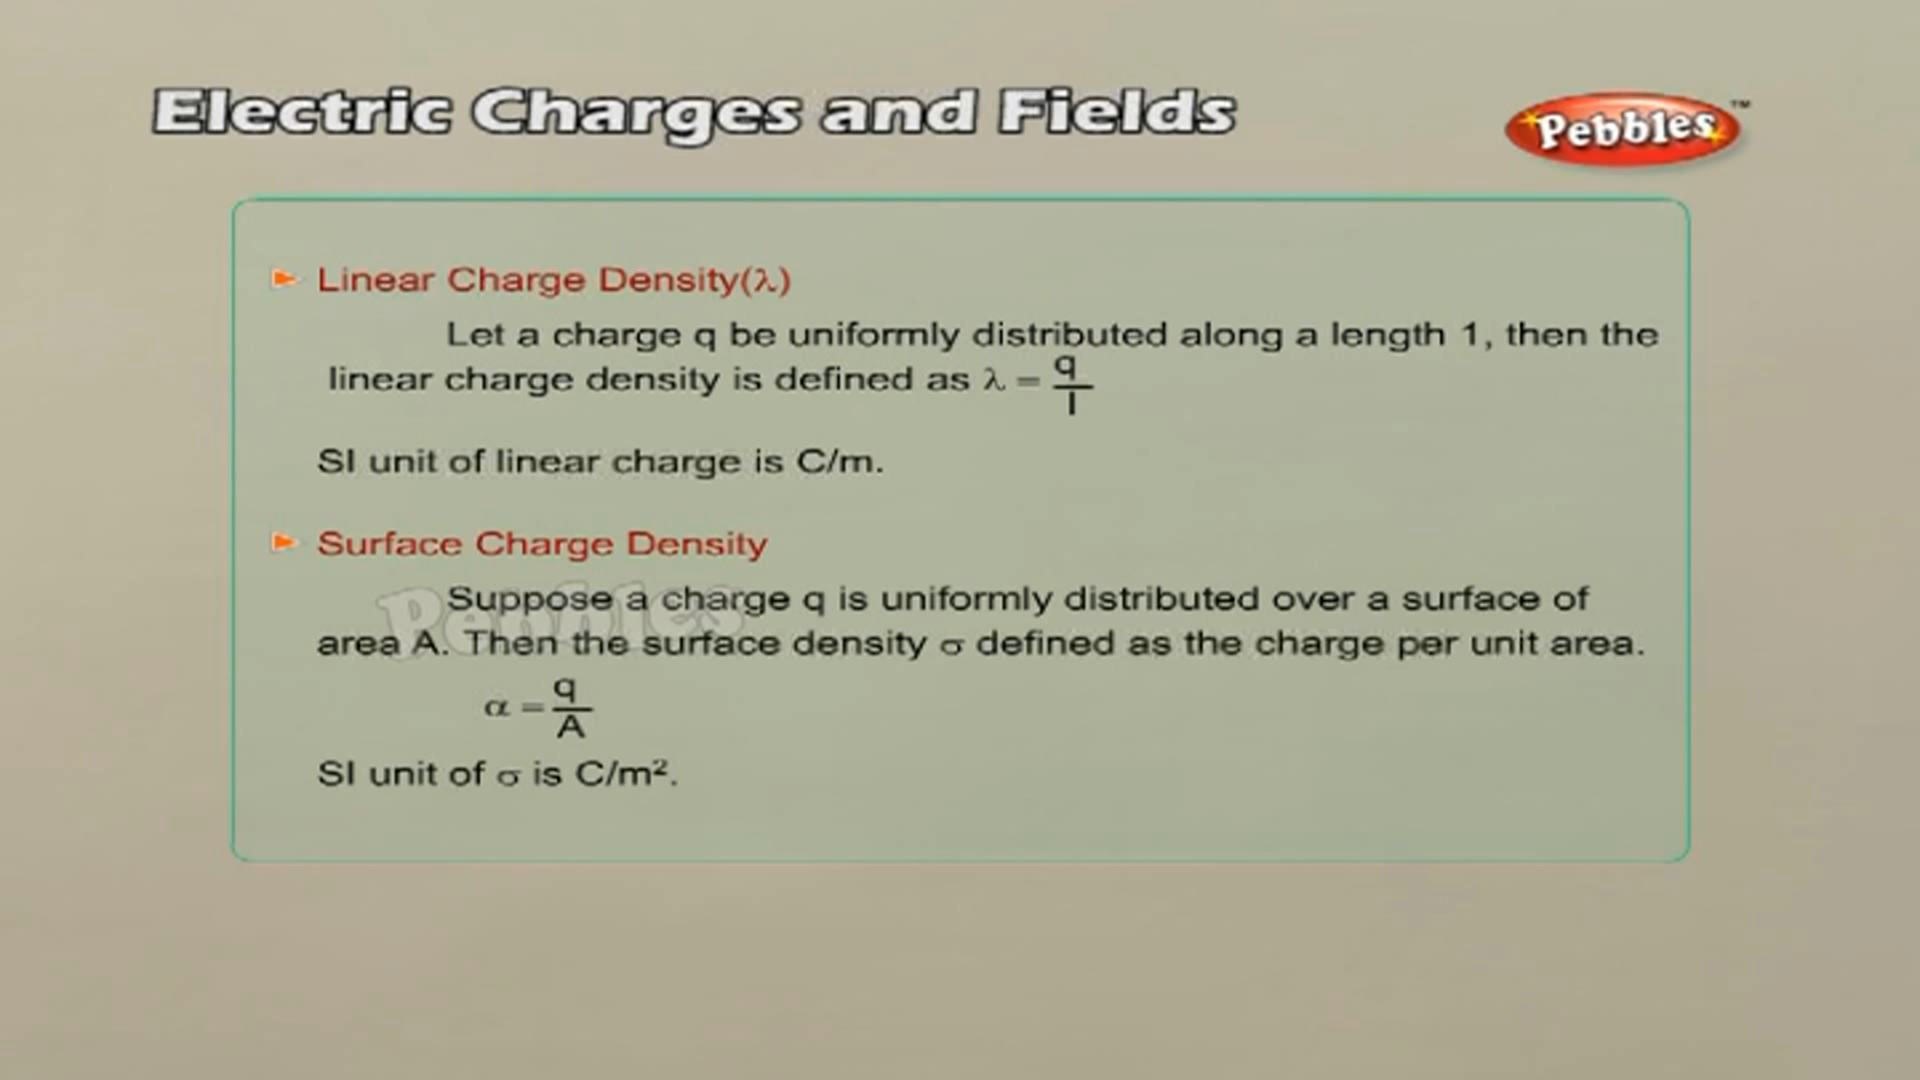 Electric Charges and Fields
Pebbles™
Linear Charge Density(λ)
Let a charge q be uniformly distributed along a length 1, then the
linear charge density is defined as λ = q/l
SI unit of linear charge is C/m.
Surface Charge Density
Pebbles
Suppose a charge q is uniformly distributed over a surface of
area A. Then the surface density σ defined as the charge per unit area.
α = q/A
SI unit of σ is C/m².